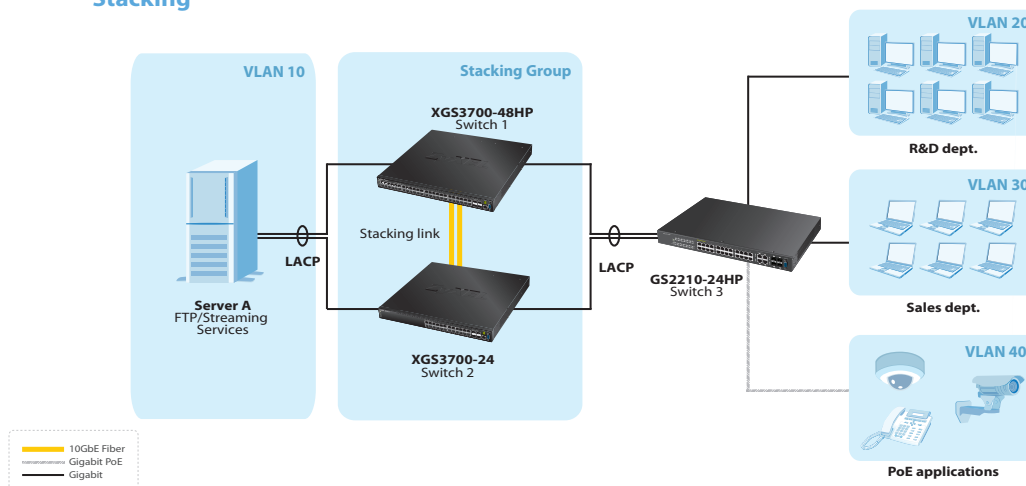 Stacking
VLAN 10
Stacking Group
VLAN 20
XGS3700-48HP
Switch 1
R&D dept.
VLAN 30
Stacking link
LACP
LACP
GS2210-24HP
Switch 3
Server A
FTP/Streaming
Services
Sales dept.
XGS3700-24
Switch 2
VLAN 40
10GbE Fiber
Gigabit PoE
Gigabit
PoE applications